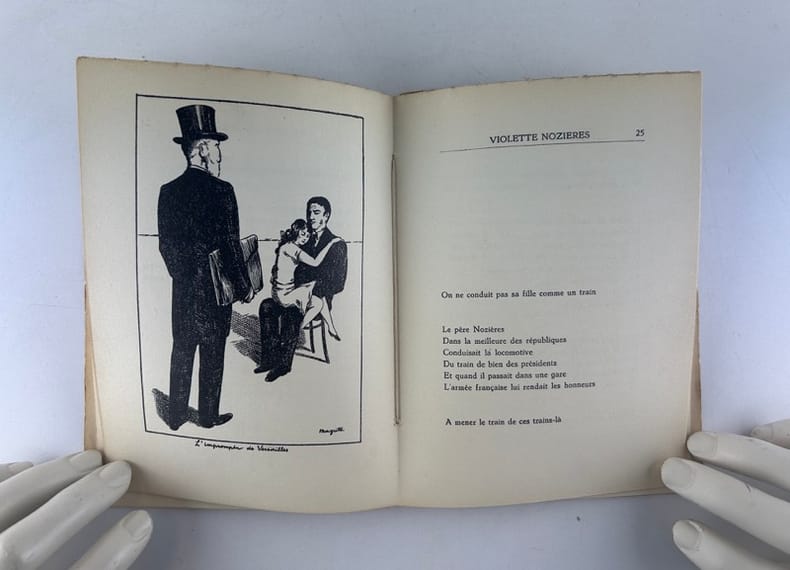 Magritte
L'impromptu de Versailles
VIOLETTE NOZIERES 25
On ne conduit pas sa fille comme un train
Le père Nozières
Dans la meilleure des républiques
Conduisait la locomotive
Du train de bien des présidents
Et quand il passait dans une gare
L'armée française lui rendait les honneurs
A mener le train de ces trains-là